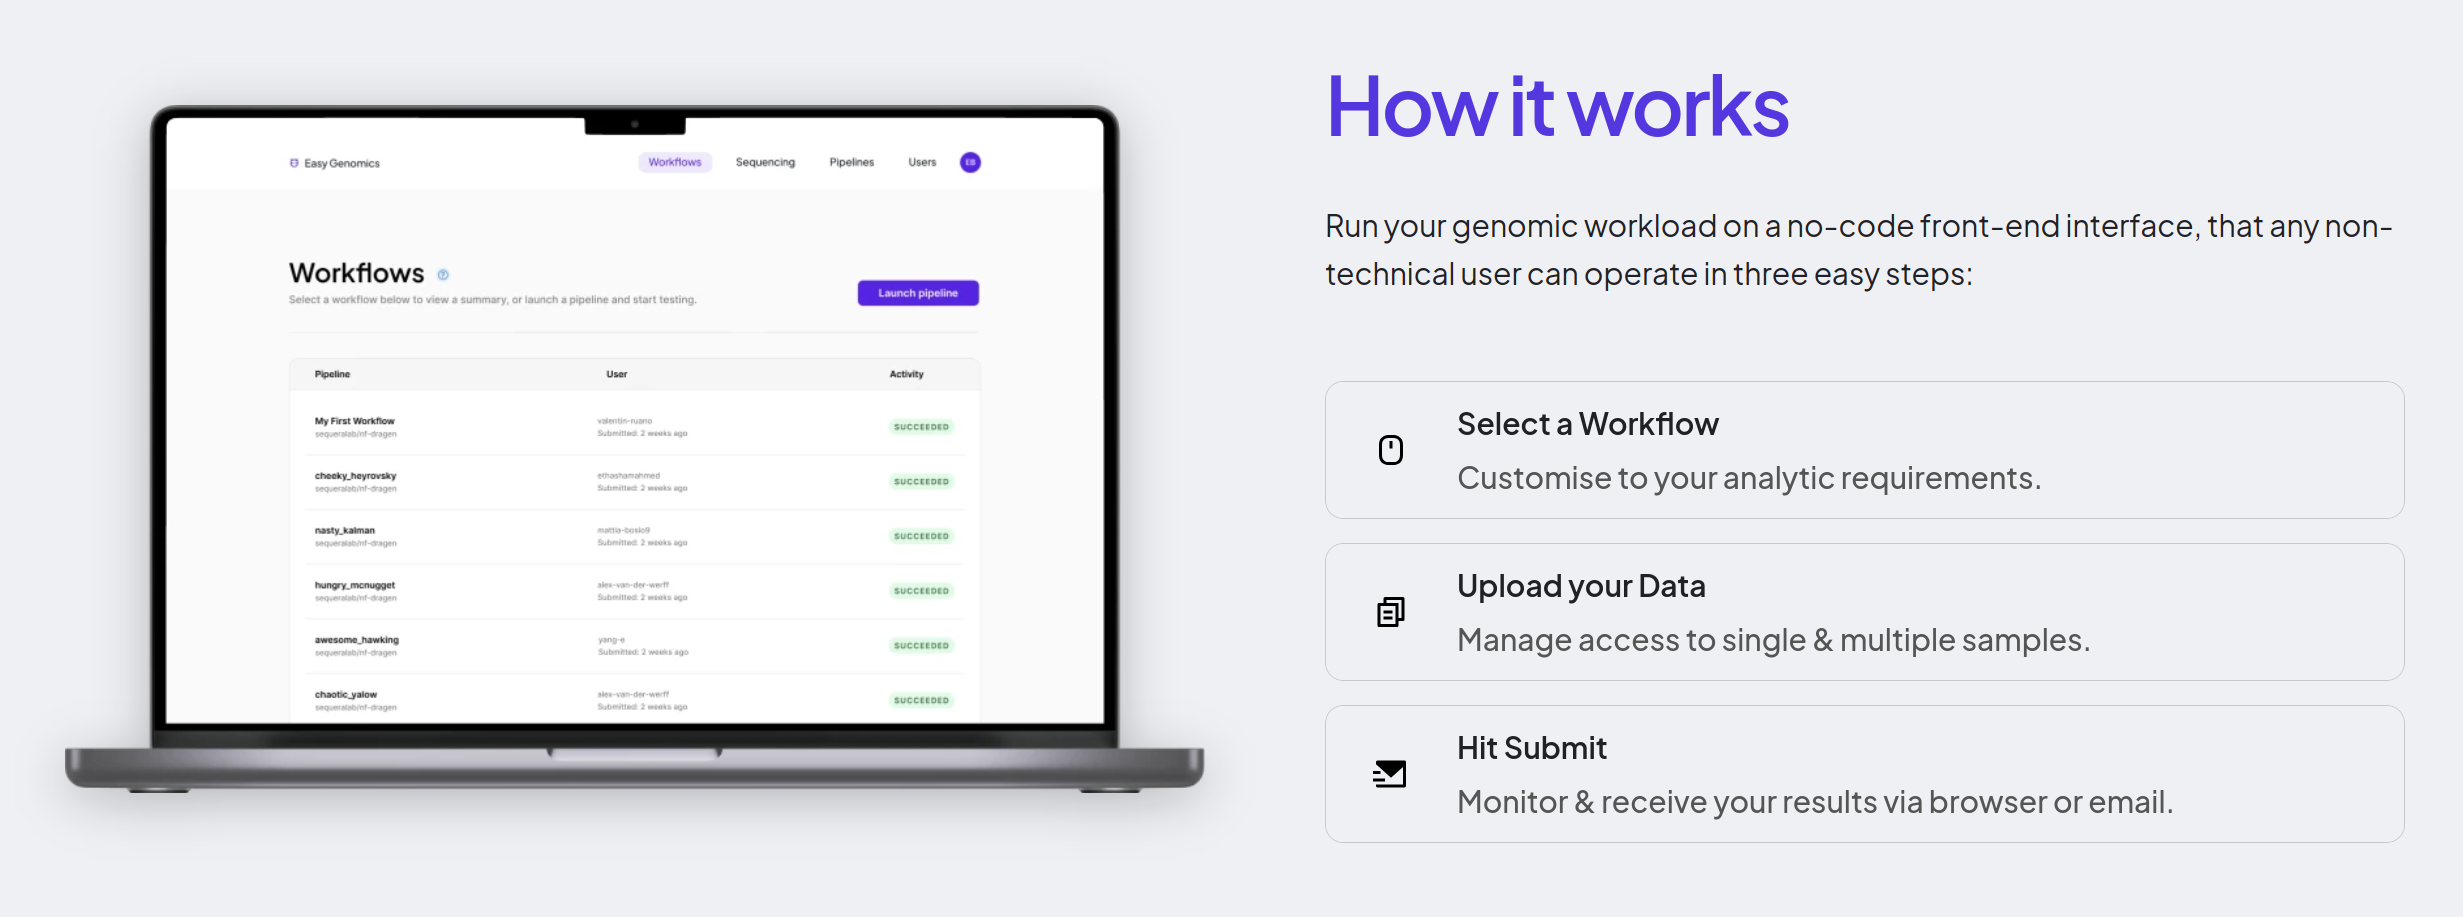 Easy Genomics
Workflows
Sequencing
Pipelines
Users
EB
Workflows
Select a workflow below to view a summary, or launch a pipeline and start testing.
Launch pipeline
Pipeline
User
Activity
My First Workflow
valentin-ruano
SUCCEEDED
sequeralab/nf-dragen
Submitted: 2 weeks ago
cheeky_heyrovsky
ethashamahmed
SUCCEEDED
sequeralab/nf-dragen
Submitted: 2 weeks ago
nasty_kalman
mattia-bosio9
SUCCEEDED
sequeralab/nf-dragen
Submitted: 2 weeks ago
hungry_mcnugget
alex-van-der-werff
SUCCEEDED
sequeralab/nf-dragen
Submitted: 2 weeks ago
awesome_hawking
yang-e
SUCCEEDED
sequeralab/nf-dragen
Submitted: 2 weeks ago
chaotic_yalow
alex-van-der-werff
SUCCEEDED
sequeralab/nf-dragen
Submitted: 2 weeks ago
How it works
Run your genomic workload on a no-code front-end interface, that any non-
technical user can operate in three easy steps:
Select a Workflow
Customise to your analytic requirements.
Upload your Data
Manage access to single & multiple samples.
Hit Submit
Monitor & receive your results via browser or email.